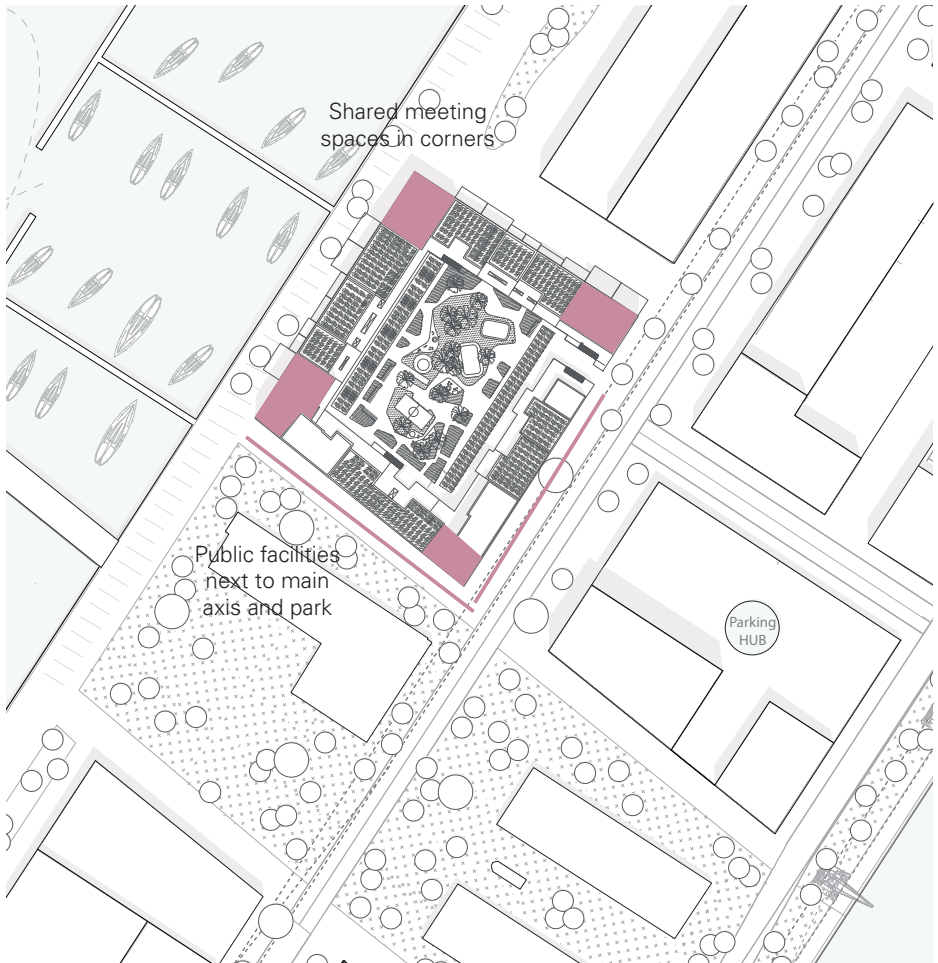 Shared meeting
spaces in corners
Public facilities
next to main
axis and park
Parking
HUB